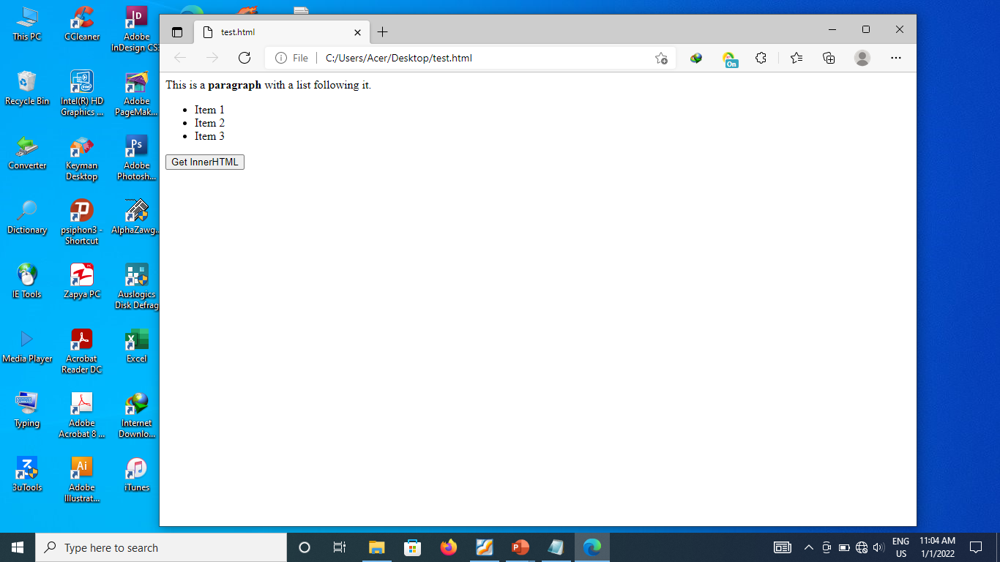 This PC
CCleaner
Adobe
InDesign CS3
Recycle Bin
Intel(R) HD
Graphics ...
Adobe
PageMak...
Converter
Keyman
Desktop
Adobe
Photosh...
Dictionary
psiphon3 -
Shortcut
AlphaZawg...
IE Tools
Zapya PC
Auslogics
Disk Defrag
Media Player
Acrobat
Reader DC
Excel
Typing
Adobe
Acrobat 8 ...
Internet
Downlo...
3uTools
Adobe
Illustrat...
iTunes
test.html
File
C:/Users/Acer/Desktop/test.html
On
This is a paragraph with a list following it.
• Item 1
• Item 2
• Item 3
Get InnerHTML
Type here to search
ENG
US
11:04 AM
1/1/2022